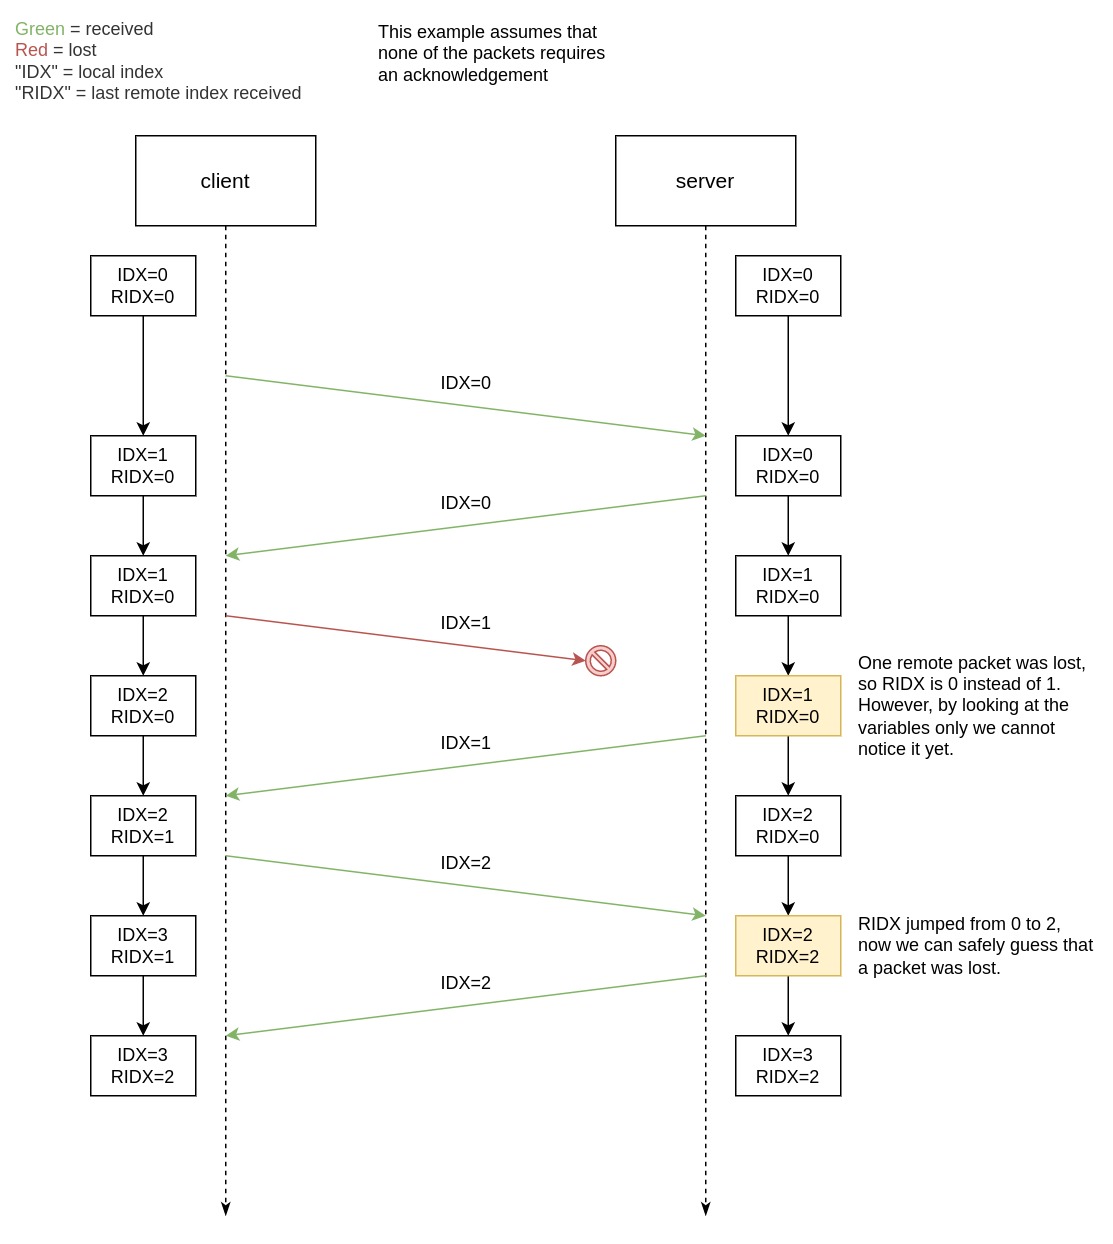 Green = received
Red = lost
"IDX" = local index
"RIDX" = last remote index received
This example assumes that
none of the packets requires
an acknowledgement
client
server
IDX=0
RIDX=0
IDX=0
RIDX=0
IDX=0
IDX=1
RIDX=0
IDX=0
RIDX=0
IDX=0
IDX=1
RIDX=0
IDX=1
RIDX=0
IDX=1
IDX=2
RIDX=0
IDX=1
RIDX=0
One remote packet was lost,
so RIDX is 0 instead of 1.
However, by looking at the
variables only we cannot
notice it yet.
IDX=1
IDX=2
RIDX=1
IDX=2
RIDX=0
IDX=2
IDX=3
RIDX=1
IDX=2
RIDX=2
RIDX jumped from 0 to 2,
now we can safely guess that
a packet was lost.
IDX=2
IDX=3
RIDX=2
IDX=3
RIDX=2